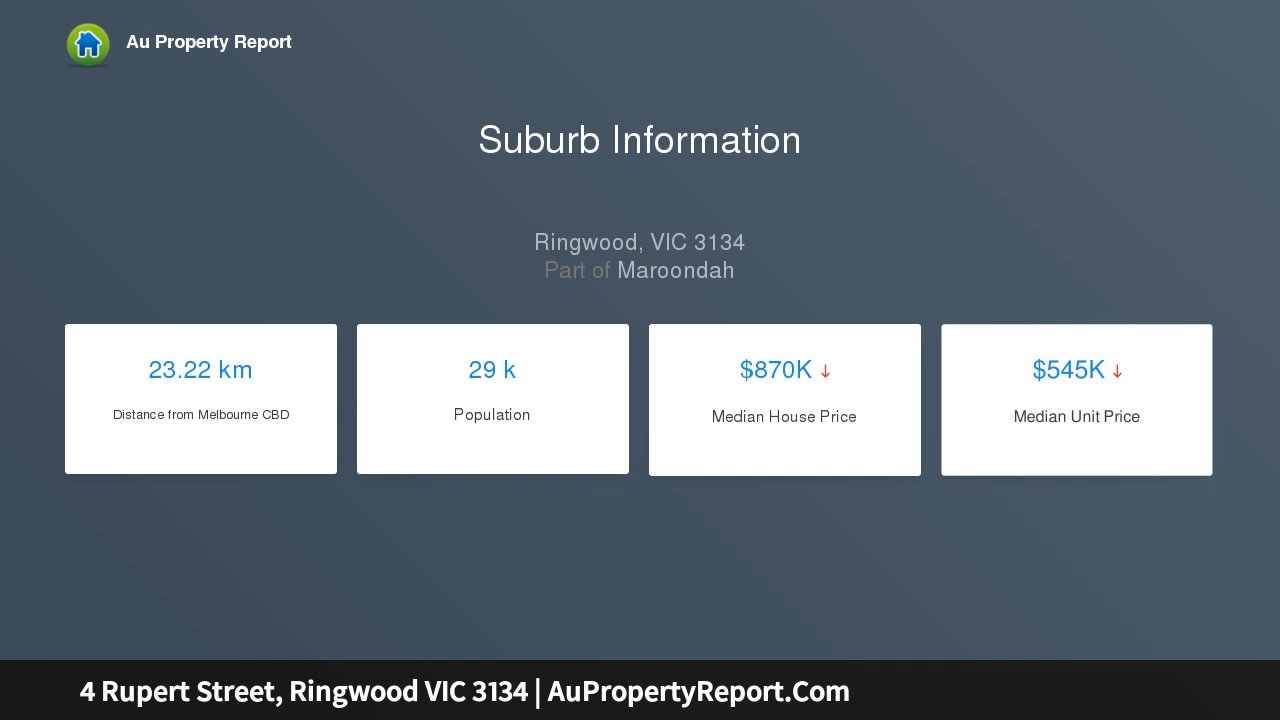 Au Property Report
Suburb Information
Ringwood, VIC 3134
Part of Maroondah
23.22 km
Distance from Melbourne CBD
29 k
Population
$870K ↓
Median House Price
$545K ↓
Median Unit Price
4 Rupert Street, Ringwood VIC 3134 | AuPropertyReport.Com